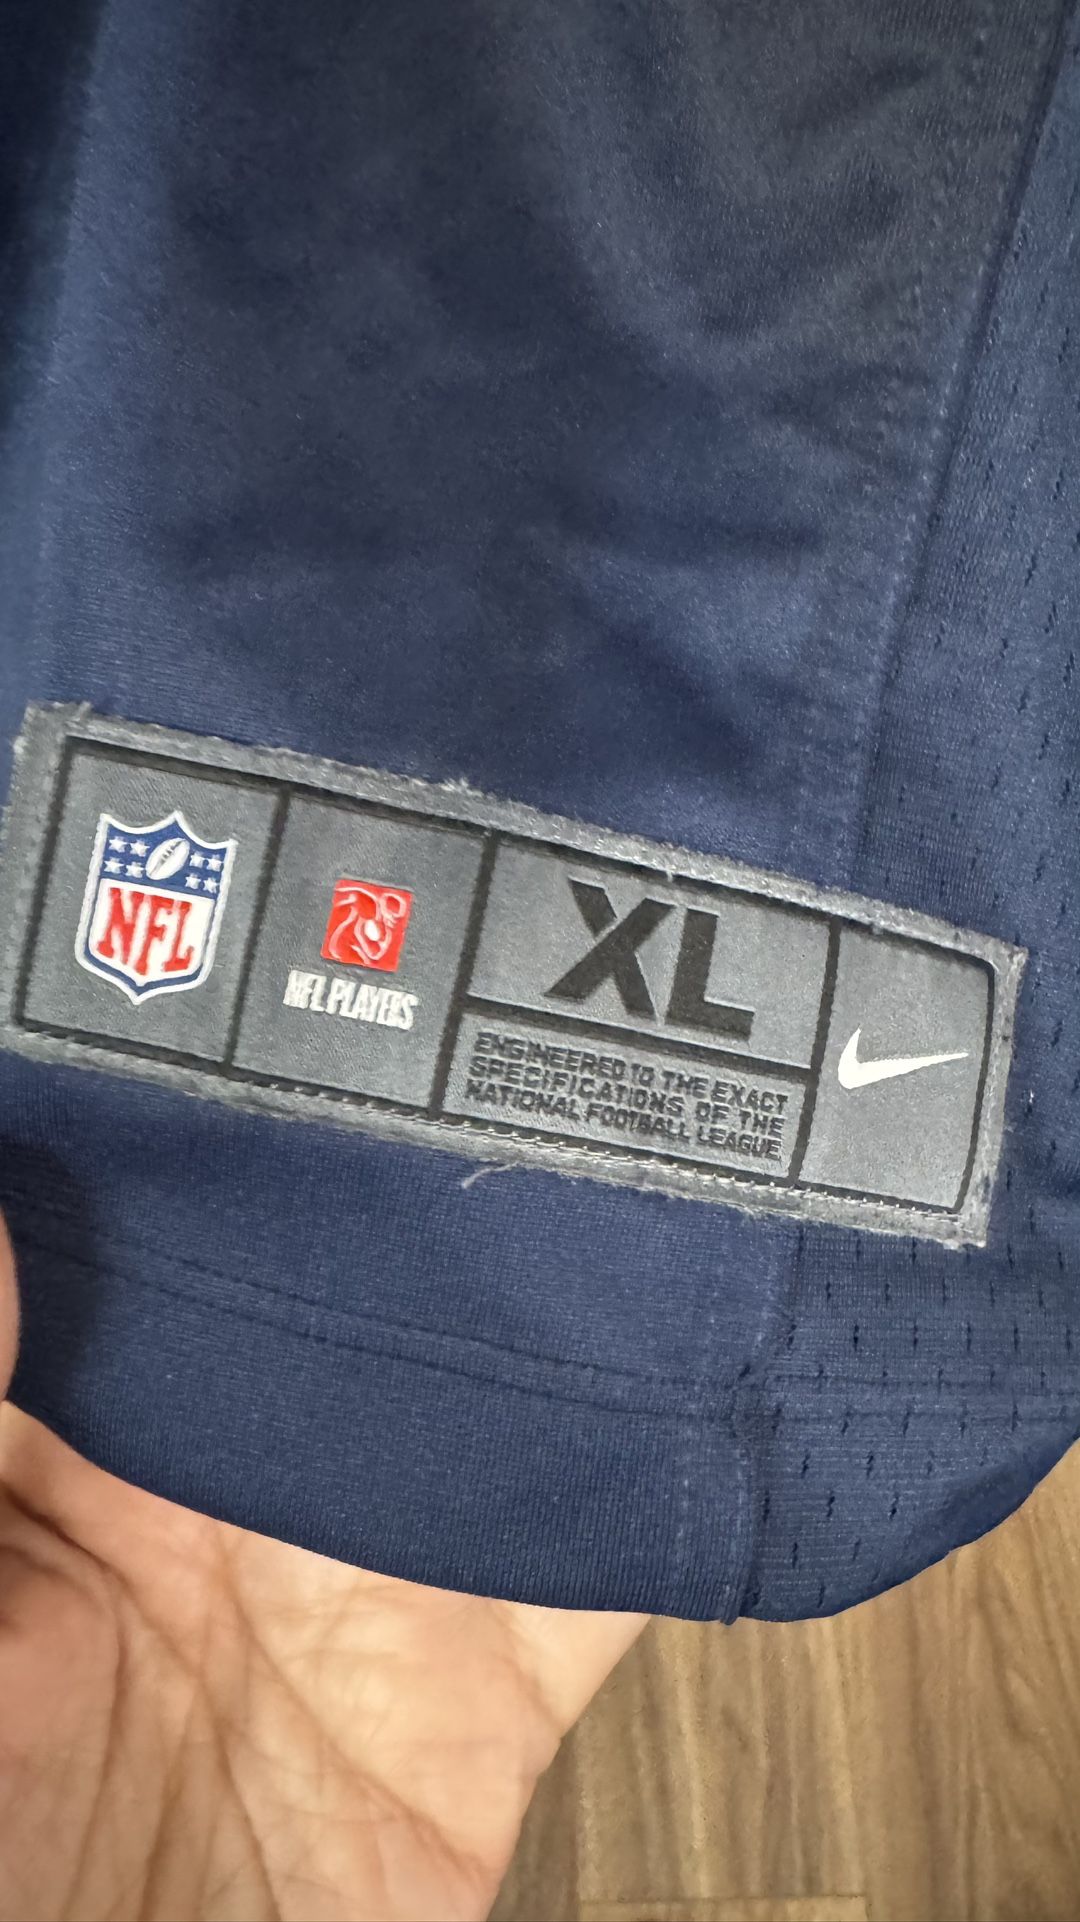 NFL
NFL PLAYERS
XL
ENGINEERED TO THE EXACT
SPECIFICATIONS OF THE
NATIONAL FOOTBALL LEAGUE